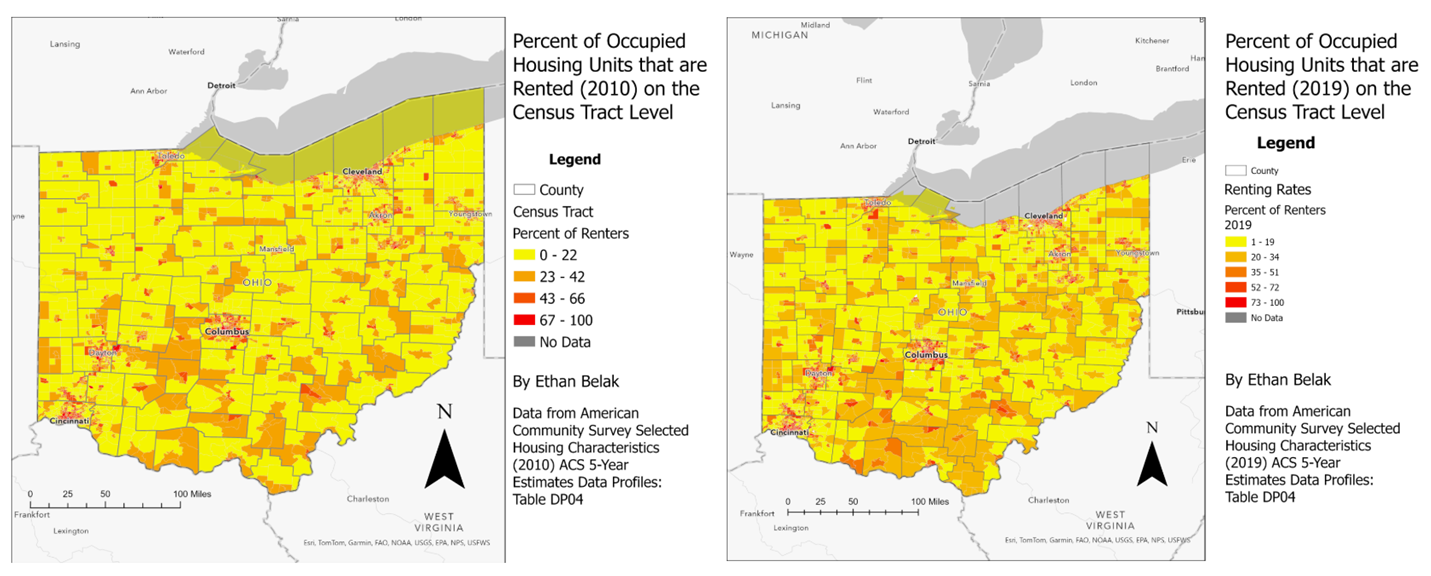 Sarnia
London
Lansing
Waterford
Detroit
Ann Arbor
Toledo
Cleveland
Akron
Youngstown
yne
Mansfield
OHIO
Columbus
Dayton
Cincinnati
N
0 25 50 100 Miles
Charleston
Frankfort
WEST
VIRGINIA
Lexington
Esri, TomTom, Garmin, FAO, NOAA, USGS, EPA, NPS, USFWS
Percent of Occupied
Housing Units that are
Rented (2010) on the
Census Tract Level
Legend
County
Census Tract
Percent of Renters
0 - 22
23 - 42
43 - 66
67 - 100
No Data
By Ethan Belak
Data from American
Community Survey Selected
Housing Characteristics
(2010) ACS 5-Year
Estimates Data Profiles:
Table DP04
Midland
MICHIGAN
B
Kitchener
Han
Brantford
Flint
Sarnia
London
Lansing
Waterford
Detroit
Ann Arbor
Erie
Toledo
Cleveland
Wayne
Akron
Youngstown
Mansfield
OHIO
Pittsbu
Columbus
Dayton
Cincinnati
N
0 25 50 100 Miles
Charleston
Frankfort
WEST
VIRGINIA
Lexington
Esri, TomTom, Garmin, FAO, NOAA, USGS, EPA, NPS, USFWS
Percent of Occupied
Housing Units that are
Rented (2019) on the
Census Tract Level
Legend
County
Renting Rates
Percent of Renters
2019
1 - 19
20 - 34
35 - 51
52 - 72
73 - 100
No Data
By Ethan Belak
Data from American
Community Survey Selected
Housing Characteristics
(2019) ACS 5-Year
Estimates Data Profiles:
Table DP04